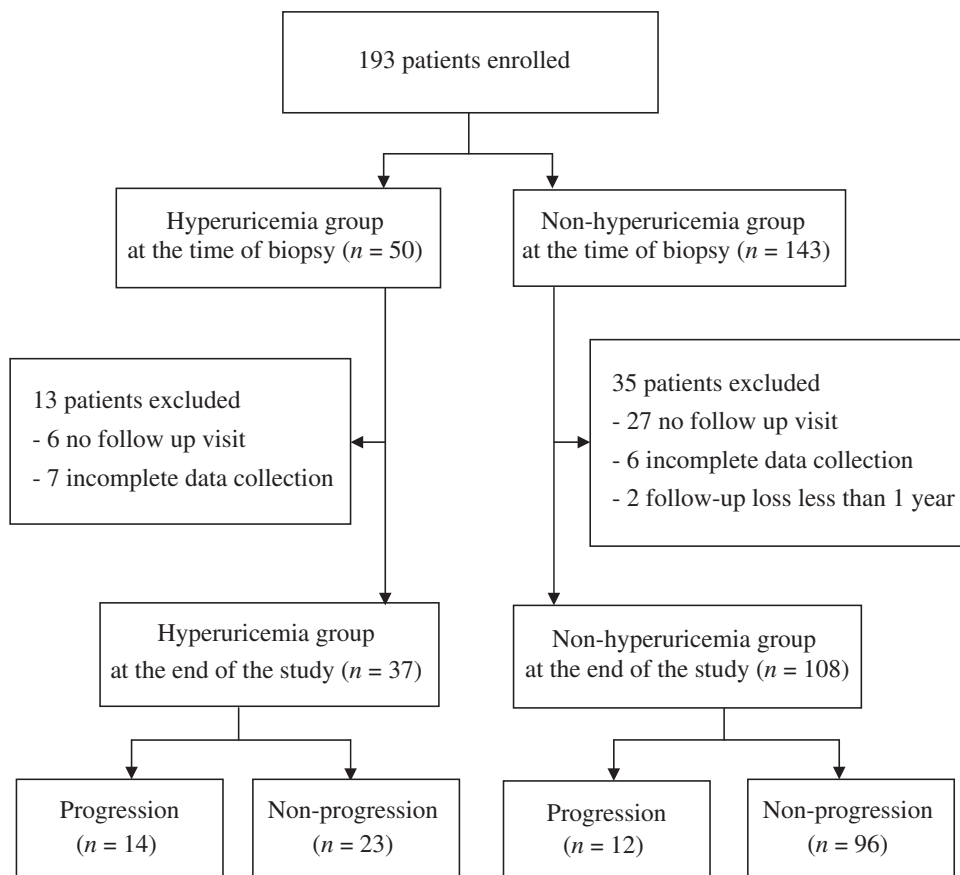 193 patients enrolled
Hyperuricemia group
at the time of biopsy (n = 50)
Non-hyperuricemia group
at the time of biopsy (n = 143)
13 patients excluded
- 6 no follow up visit
- 7 incomplete data collection
35 patients excluded
- 27 no follow up visit
- 6 incomplete data collection
- 2 follow-up loss less than 1 year
Hyperuricemia group
at the end of the study (n = 37)
Non-hyperuricemia group
at the end of the study (n = 108)
Progression
(n = 14)
Non-progression
(n = 23)
Progression
(n = 12)
Non-progression
(n = 96)